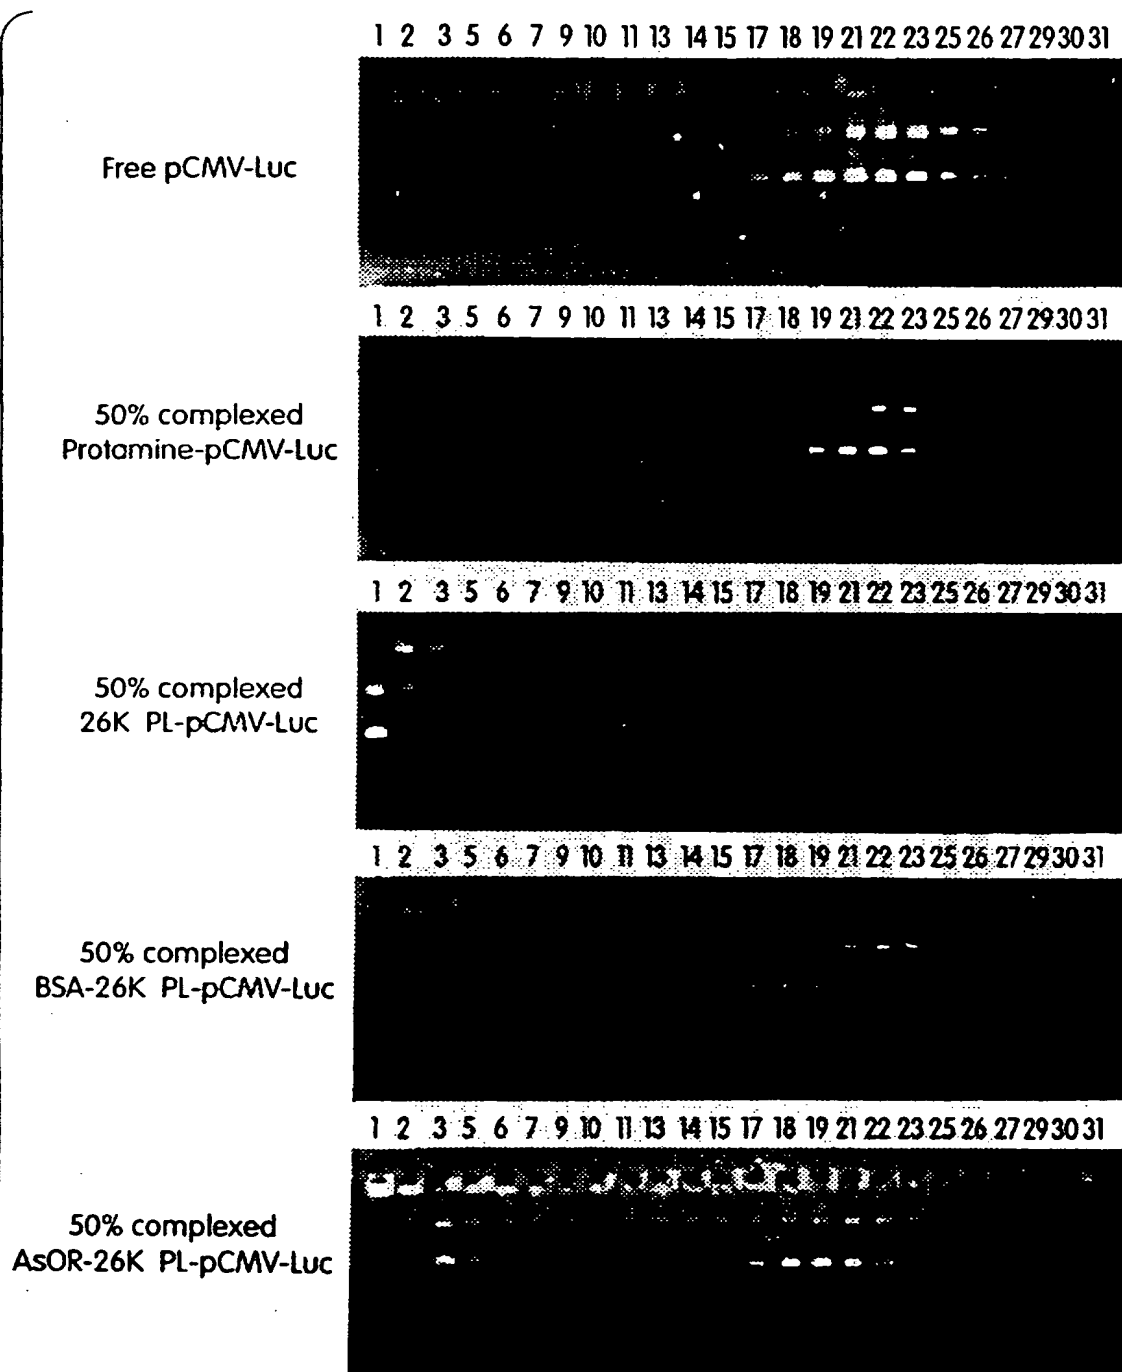 1 2 3 5 6 7 9 10 11 13 14 15 17 18 19 21 22 23 25 26 27 29 30 31
Free pCMV-Luc
1 2 3 5 6 7 9 10 11 13 14 15 17 18 19 21 22 23 25 26 27 29 30 31
50% complexed
Protamine-pCMV-Luc
1 2 3 5 6 7 9 10 11 13 14 15 17 18 19 21 22 23 25 26 27 29 30 31
50% complexed
26K PL-pCMV-Luc
1 2 3 5 6 7 9 10 11 13 14 15 17 18 19 21 22 23 25 26 27 29 30 31
50% complexed
BSA-26K PL-pCMV-Luc
1 2 3 5 6 7 9 10 11 13 14 15 17 18 19 21 22 23 25 26 27 29 30 31
50% complexed
AsOR-26K PL-pCMV-Luc